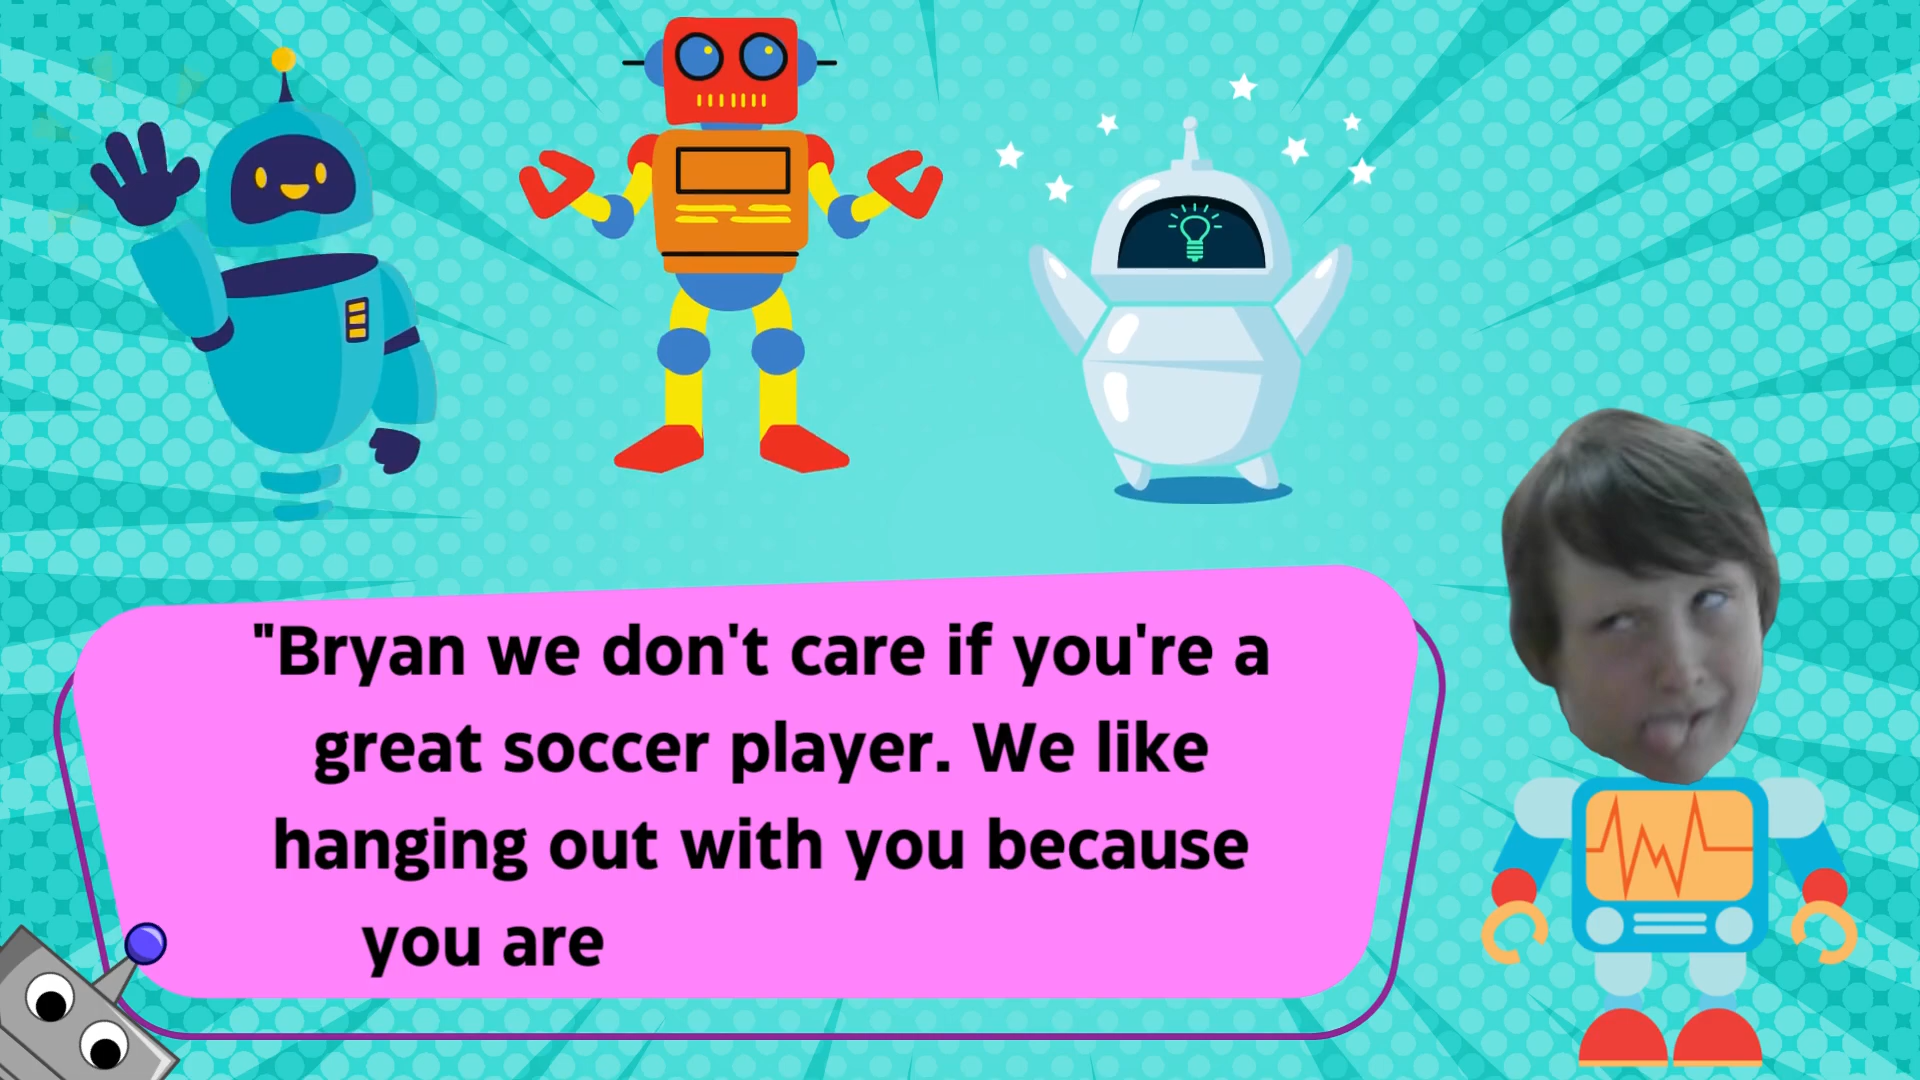 "Bryan we don't care if you're a
great soccer player. We like
hanging out with you because
you are